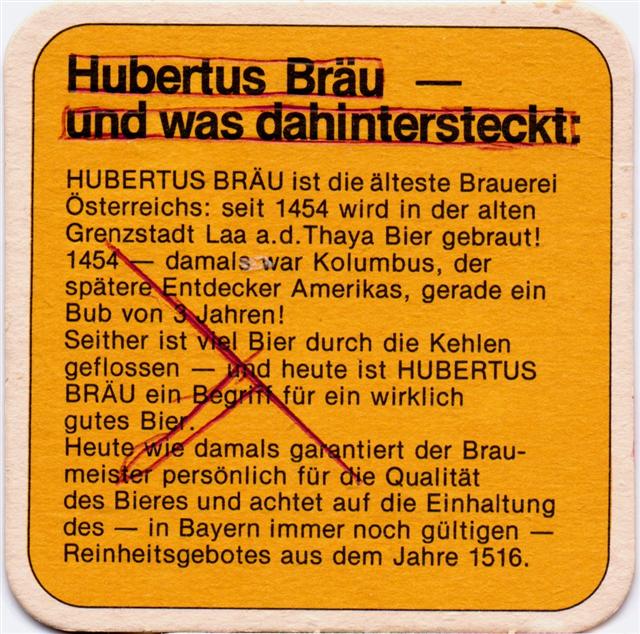 Hubertus Bräu —
und was dahintersteckt:
HUBERTUS BRÄU ist die älteste Brauerei
Österreichs: seit 1454 wird in der alten
Grenzstadt Laa a.d.Thaya Bier gebraut!
1454 — damals war Kolumbus, der
spätere Entdecker Amerikas, gerade ein
Bub von 3 Jahren!
Seither ist viel Bier durch die Kehlen
geflossen — und heute ist HUBERTUS
BRÄU ein Begriff für ein wirklich
gutes Bier.
Heute wie damals garantiert der Brau-
meister persönlich für die Qualität
des Bieres und achtet auf die Einhaltung
des — in Bayern immer noch gültigen —
Reinheitsgebotes aus dem Jahre 1516.